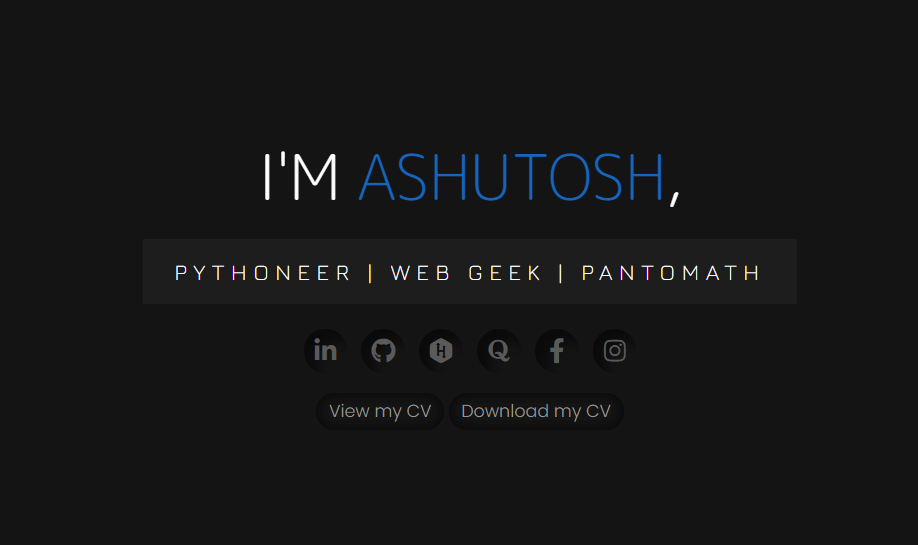 I'M ASHUTOSH,
PYTHONEER | WEB GEEK | PANTOMATH
in H Q f
View my CV Download my CV